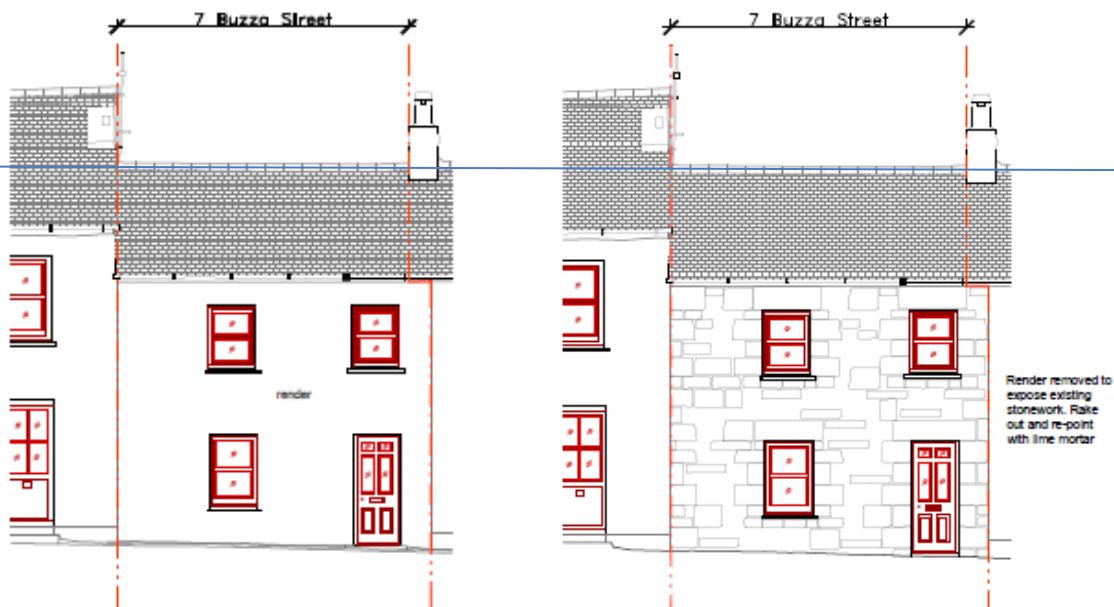 7 Buzza Street
7 Buzza Street
render
Render removed to
expose existing
stonework. Rake
out and re-point
with lime mortar